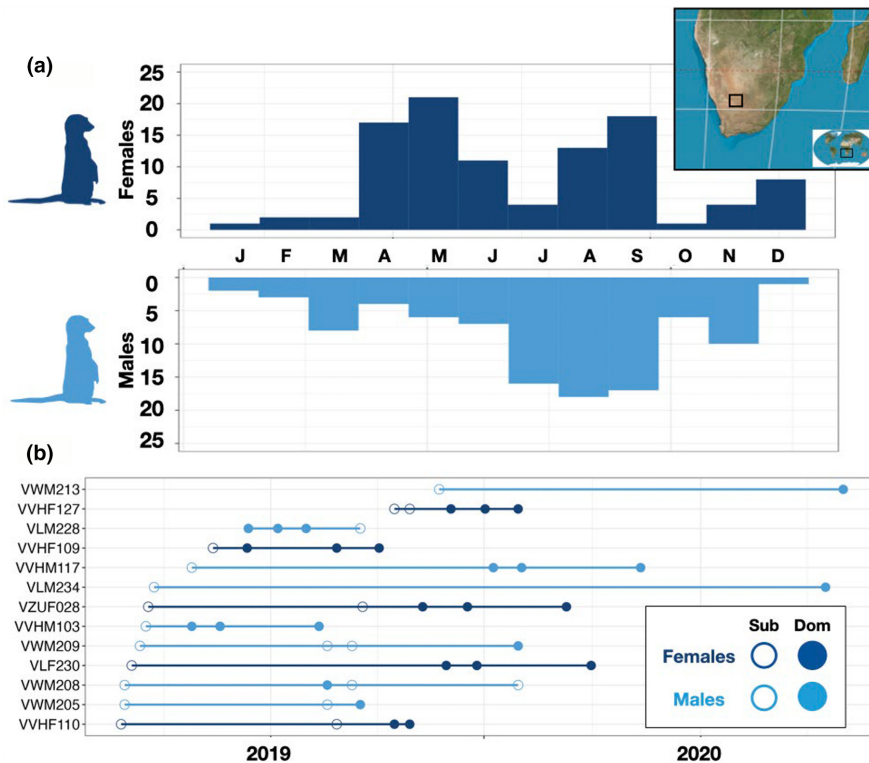 (a)
25
20
15
10
5
0
Females
J F M A M J J A S O N D
0
5
10
15
20
25
Males
(b)
VWM213
VVHF127
VLM228
VVHF109
VVHM117
VLM234
VZUF028
VVHM103
VWM209
VLF230
VWM208
VWM205
VVHF110
Sub Dom
Females
Males
2019 2020